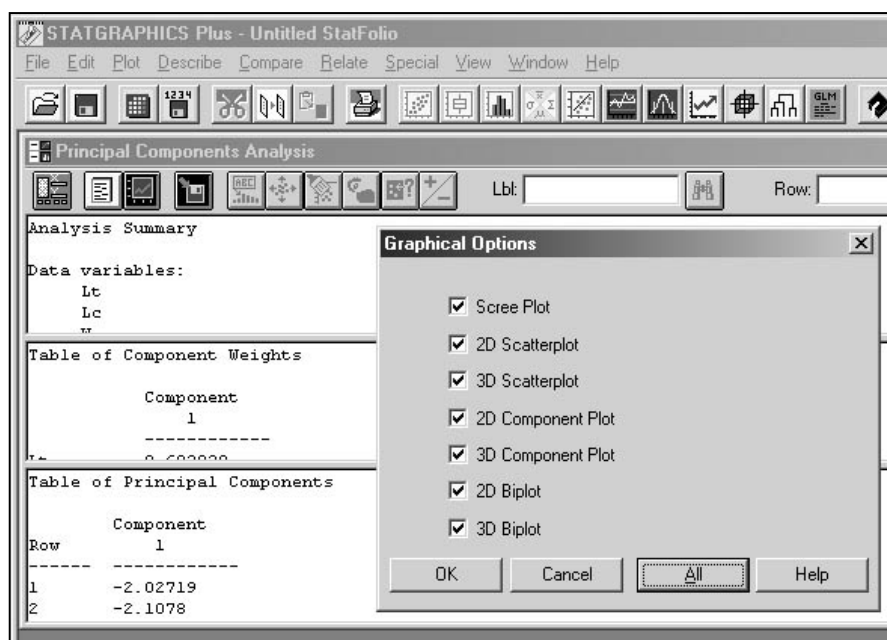 STATGRAPHICS Plus - Untitled StatFolio
File Edit Plot Describe Compare Relate Special View Window Help
1234
GLM
Principal Components Analysis
ABC
Lbl:
Row:
Analysis Summary
Data variables:
Lt
Lc
Graphical Options
Scree Plot
2D Scatterplot
3D Scatterplot
2D Component Plot
3D Component Plot
2D Biplot
3D Biplot
OK Cancel All Help
Table of Component Weights
Component
1
------------
Table of Principal Components
Component
Row 1
------ ------------
1 -2.02719
2 -2.1078